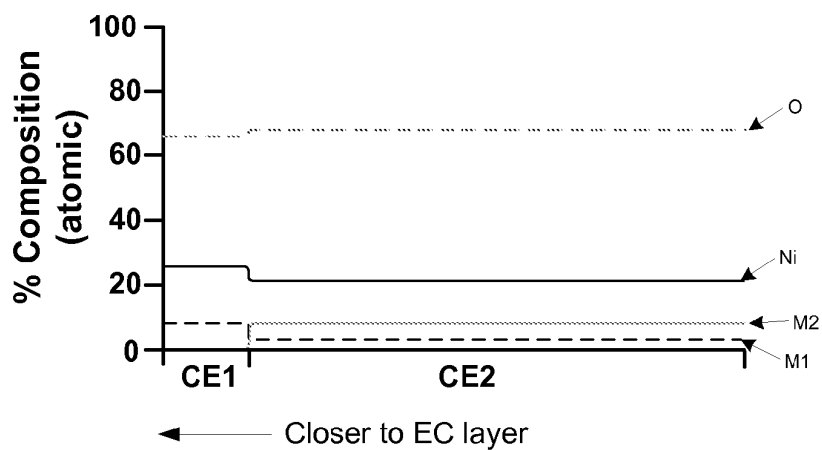 % Composition
(atomic)
100
80
60
40
20
0
O
Ni
M2
M1
CE1
CE2
Closer to EC layer